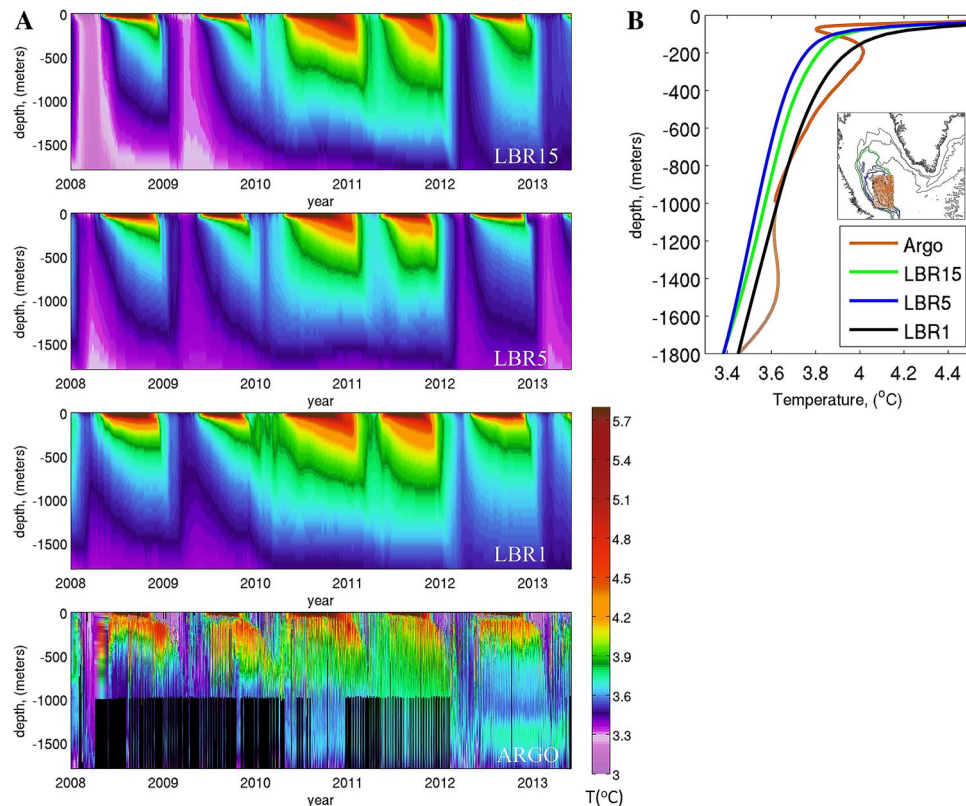 A
depth, (meters)
0
-500
-1000
-1500
LBR15
2008 2009 2010 2011 2012 2013
year
depth, (meters)
0
-500
-1000
-1500
LBR5
2008 2009 2010 2011 2012 2013
year
depth, (meters)
0
-500
-1000
-1500
LBR1
2008 2009 2010 2011 2012 2013
year
depth, (meters)
0
-500
-1000
-1500
ARGO
2008 2009 2010 2011 2012 2013
year
5.7
5.4
5.1
4.8
4.5
4.2
3.9
3.6
3.3
3
T(°C)
B
depth, (meters)
0
-200
-400
-600
-800
-1000
-1200
-1400
-1600
-1800
Argo
LBR15
LBR5
LBR1
3.4 3.6 3.8 4 4.2 4.4
Temperature, (°C)